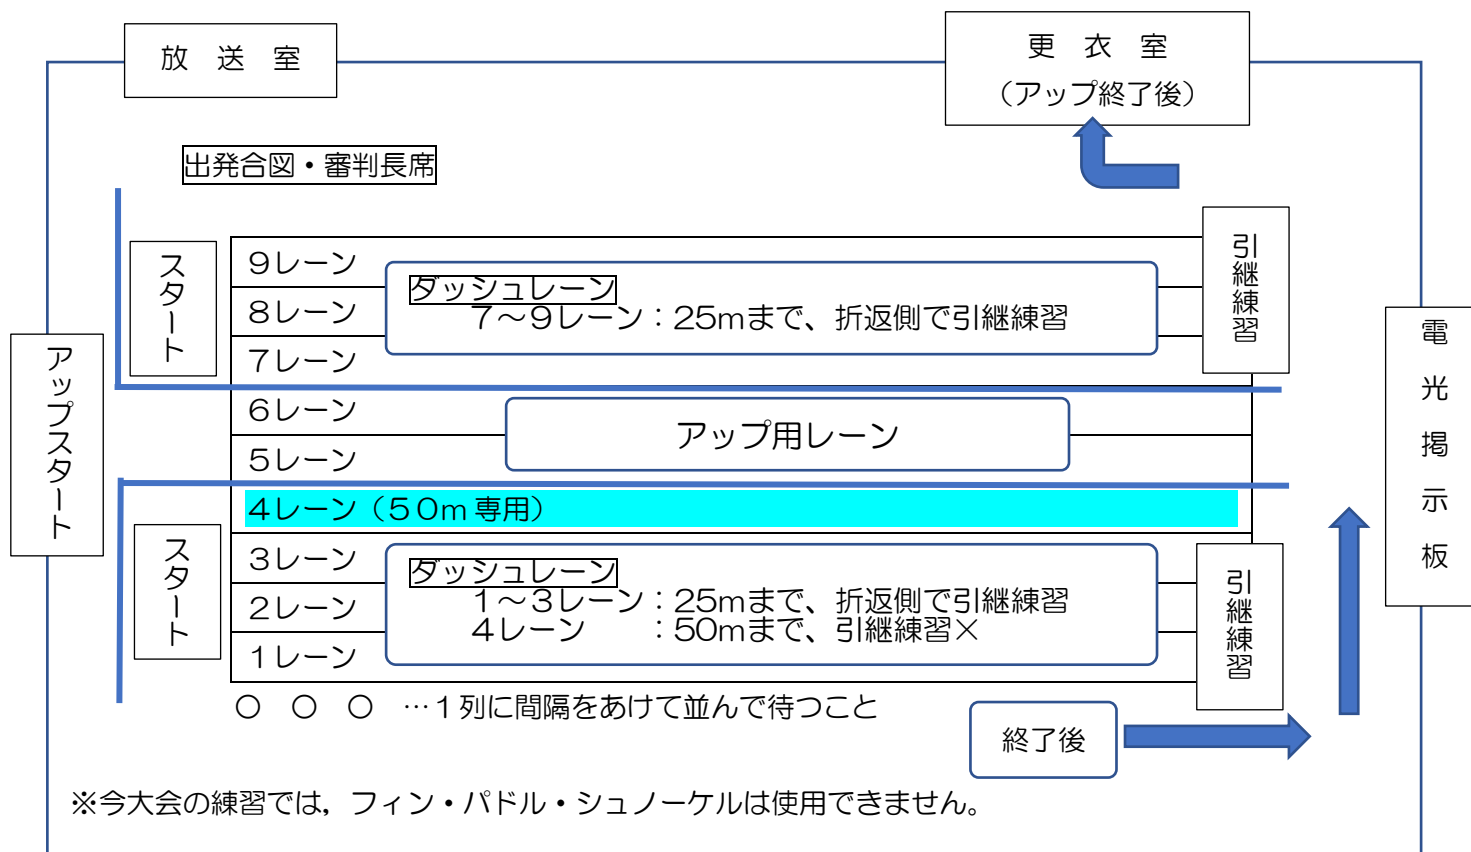 放 送 室
更 衣 室
（アップ終了後）
出発合図・審判長席
アップスタート
スタート
９レーン
８レーン
７レーン
ダッシュレーン
７～９レーン：25ｍまで、折返側で引継練習
引継練習
電光掲示板
６レーン
５レーン
アップ用レーン
４レーン（５０ｍ専用）
スタート
３レーン
２レーン
１レーン
ダッシュレーン
１～３レーン：25ｍまで、折返側で引継練習
４レーン　　：50ｍまで、引継練習×
引継練習
○ ○ ○ …１列に間隔をあけて並んで待つこと
終了後
※今大会の練習では，フィン・パドル・シュノーケルは使用できません。